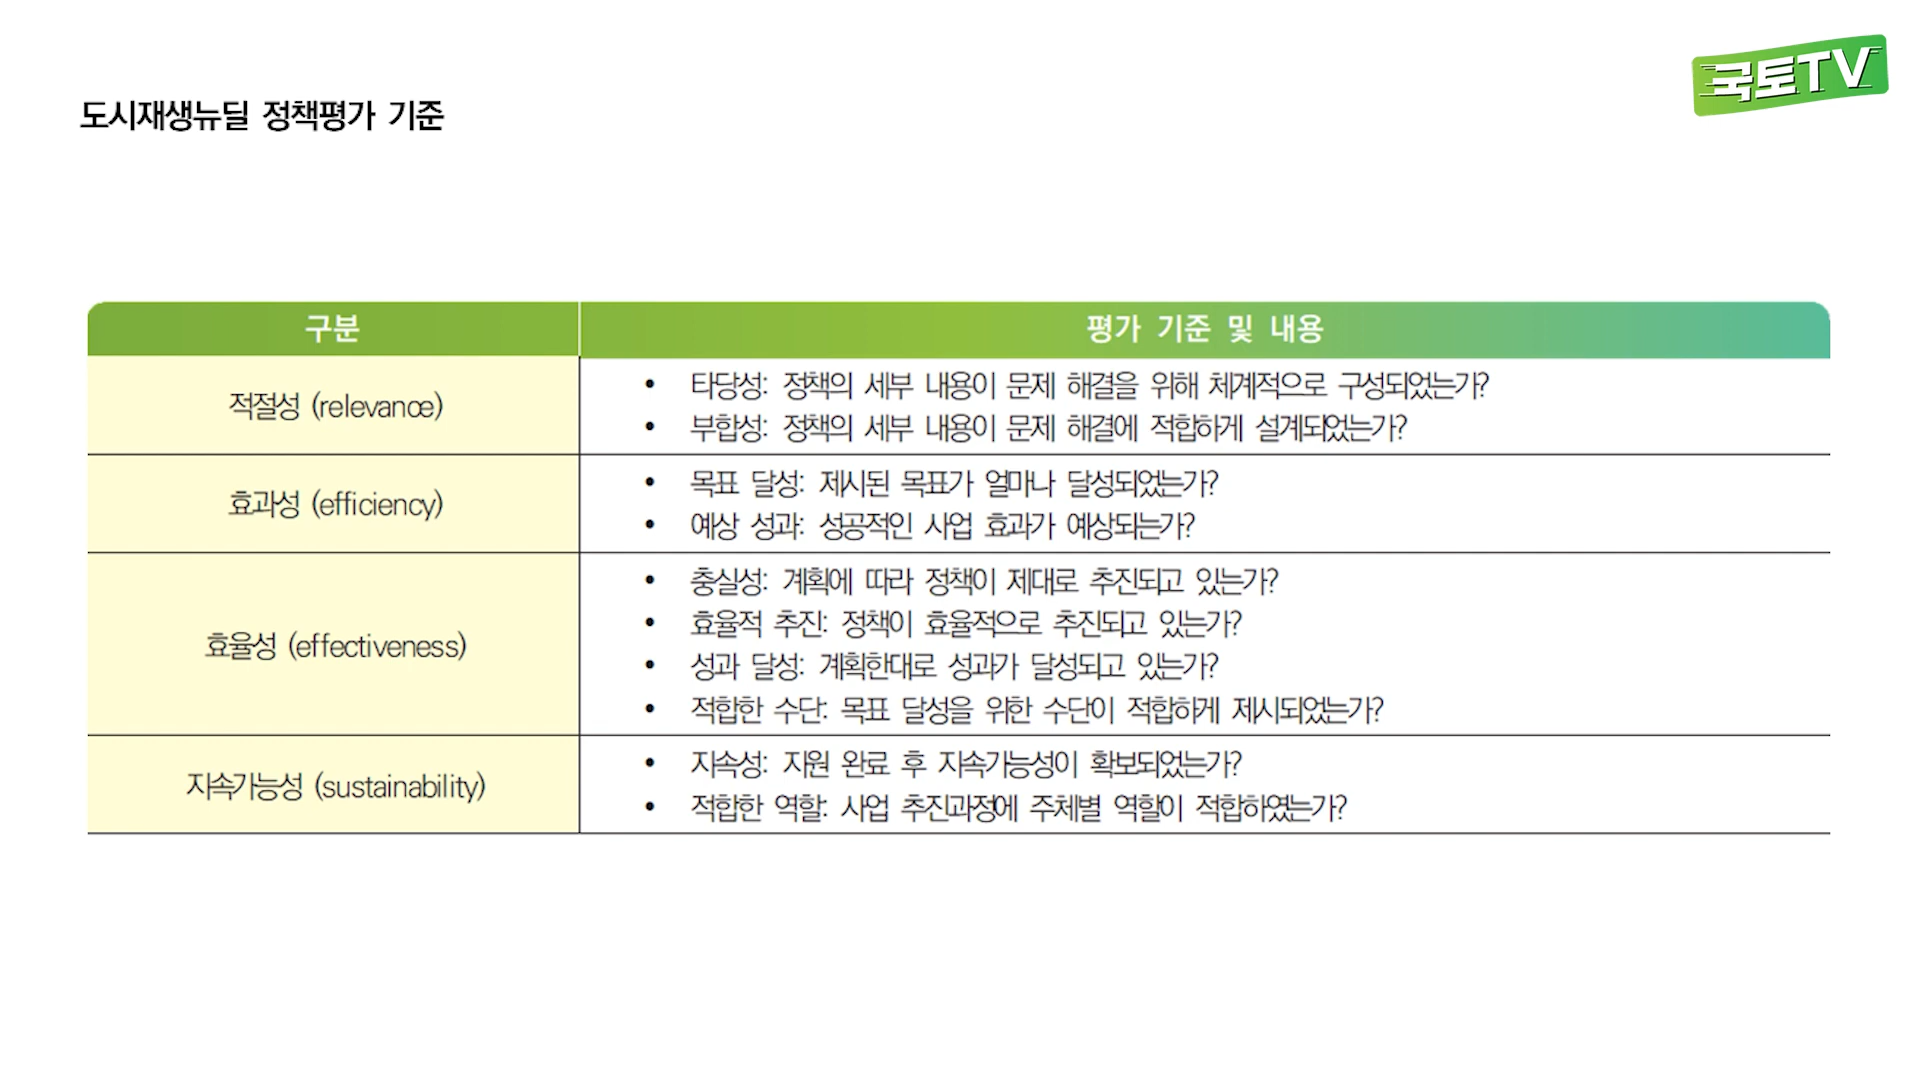 국토TV
도시재생뉴딜 정책평가 기준
구분
평가 기준 및 내용
적절성 (relevance)
• 타당성: 정책의 세부 내용이 문제 해결을 위해 체계적으로 구성되었는가?
• 부합성: 정책의 세부 내용이 문제 해결에 적합하게 설계되었는가?
효과성 (efficiency)
• 목표 달성: 제시된 목표가 얼마나 달성되었는가?
• 예상 성과: 성공적인 사업 효과가 예상되는가?
효율성 (effectiveness)
• 충실성: 계획에 따라 정책이 제대로 추진되고 있는가?
• 효율적 추진: 정책이 효율적으로 추진되고 있는가?
• 성과 달성: 계획한대로 성과가 달성되고 있는가?
• 적합한 수단: 목표 달성을 위한 수단이 적합하게 제시되었는가?
지속가능성 (sustainability)
• 지속성: 지원 완료 후 지속가능성이 확보되었는가?
• 적합한 역할: 사업 추진과정에 주체별 역할이 적합하였는가?